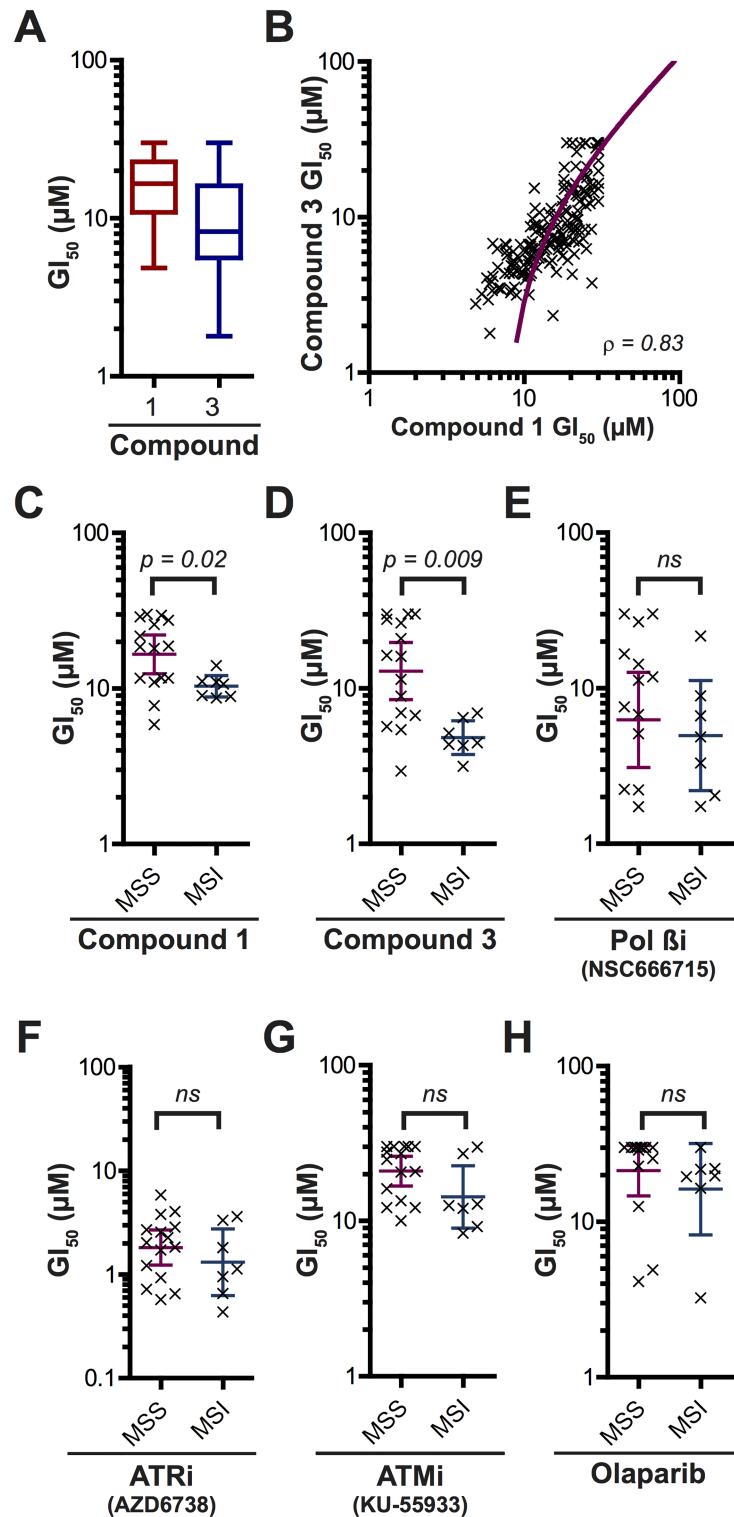 A
100
10
1
GI50 (µM)
1 3
Compound
B
100
10
1
Compound 3 GI50 (µM)
ρ = 0.83
1 10 100
Compound 1 GI50 (µM)
C
100
10
1
GI50 (µM)
p = 0.02
MSS MSI
Compound 1
D
100
10
1
GI50 (µM)
p = 0.009
MSS MSI
Compound 3
E
100
10
1
GI50 (µM)
ns
MSS MSI
Pol ßi
(NSC666715)
F
100
10
1
0.1
GI50 (µM)
ns
MSS MSI
ATRi
(AZD6738)
G
100
10
1
GI50 (µM)
ns
MSS MSI
ATMi
(KU-55933)
H
100
10
1
GI50 (µM)
ns
MSS MSI
Olaparib